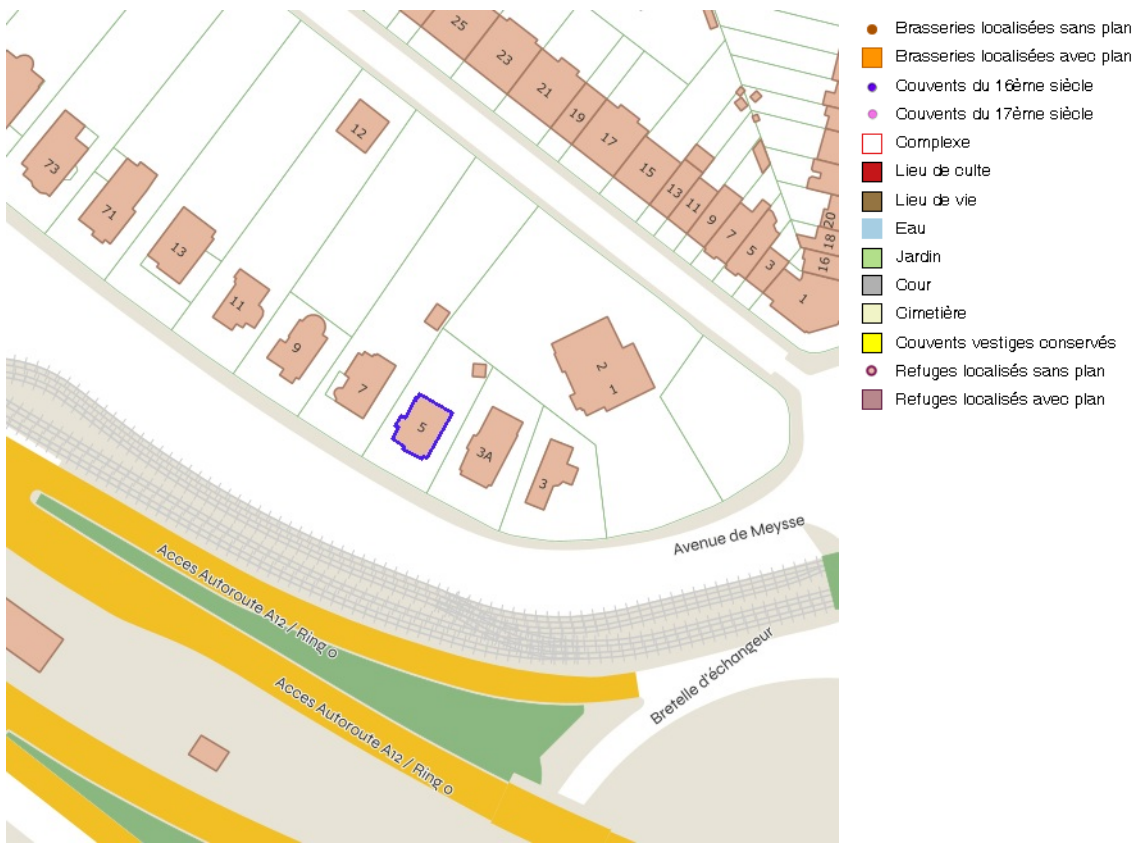 25
23
21
19
17
15
13
11
9
7
5
3
1
20
18
16
12
73
71
13
11
9
7
5
3A
3
2
1
Avenue de Meysse
Acces Autoroute A12 / Ring 0
Acces Autoroute A12 / Ring 0
Bretelle d'échangeur
Brasseries localisées sans plan
Brasseries localisées avec plan
Couvents du 16ème siècle
Couvents du 17ème siècle
Complexe
Lieu de culte
Lieu de vie
Eau
Jardin
Cour
Cimetière
Couvents vestiges conservés
Refuges localisés sans plan
Refuges localisés avec plan